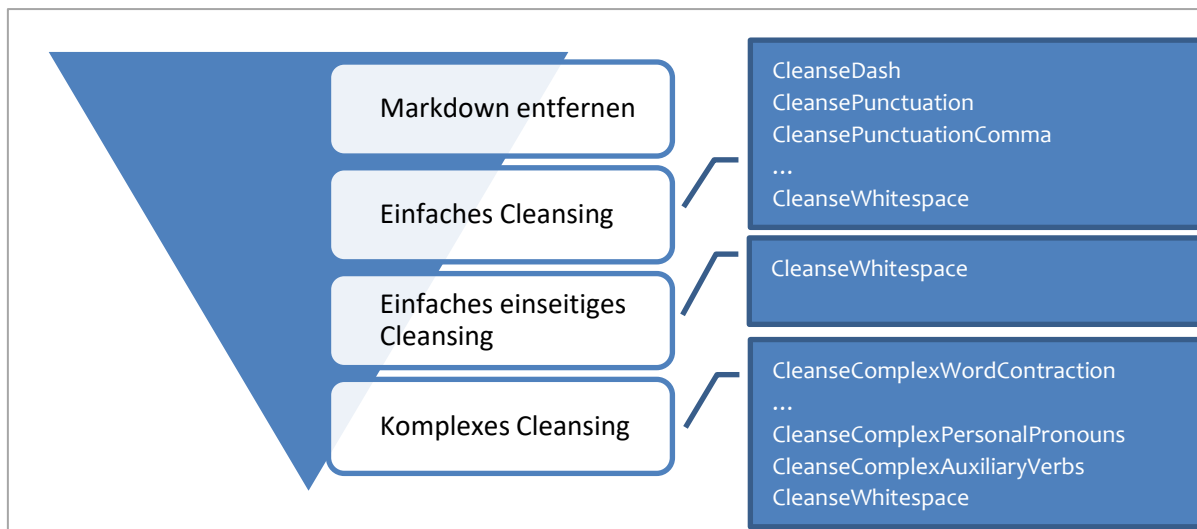 Markdown entfernen
Einfaches Cleansing
Einfaches einseitiges
Cleansing
Komplexes Cleansing
CleanseDash
CleansePunctuation
CleansePunctuationComma
…
CleanseWhitespace
CleanseWhitespace
CleanseComplexWordContraction
…
CleanseComplexPersonalPronouns
CleanseComplexAuxiliaryVerbs
CleanseWhitespace